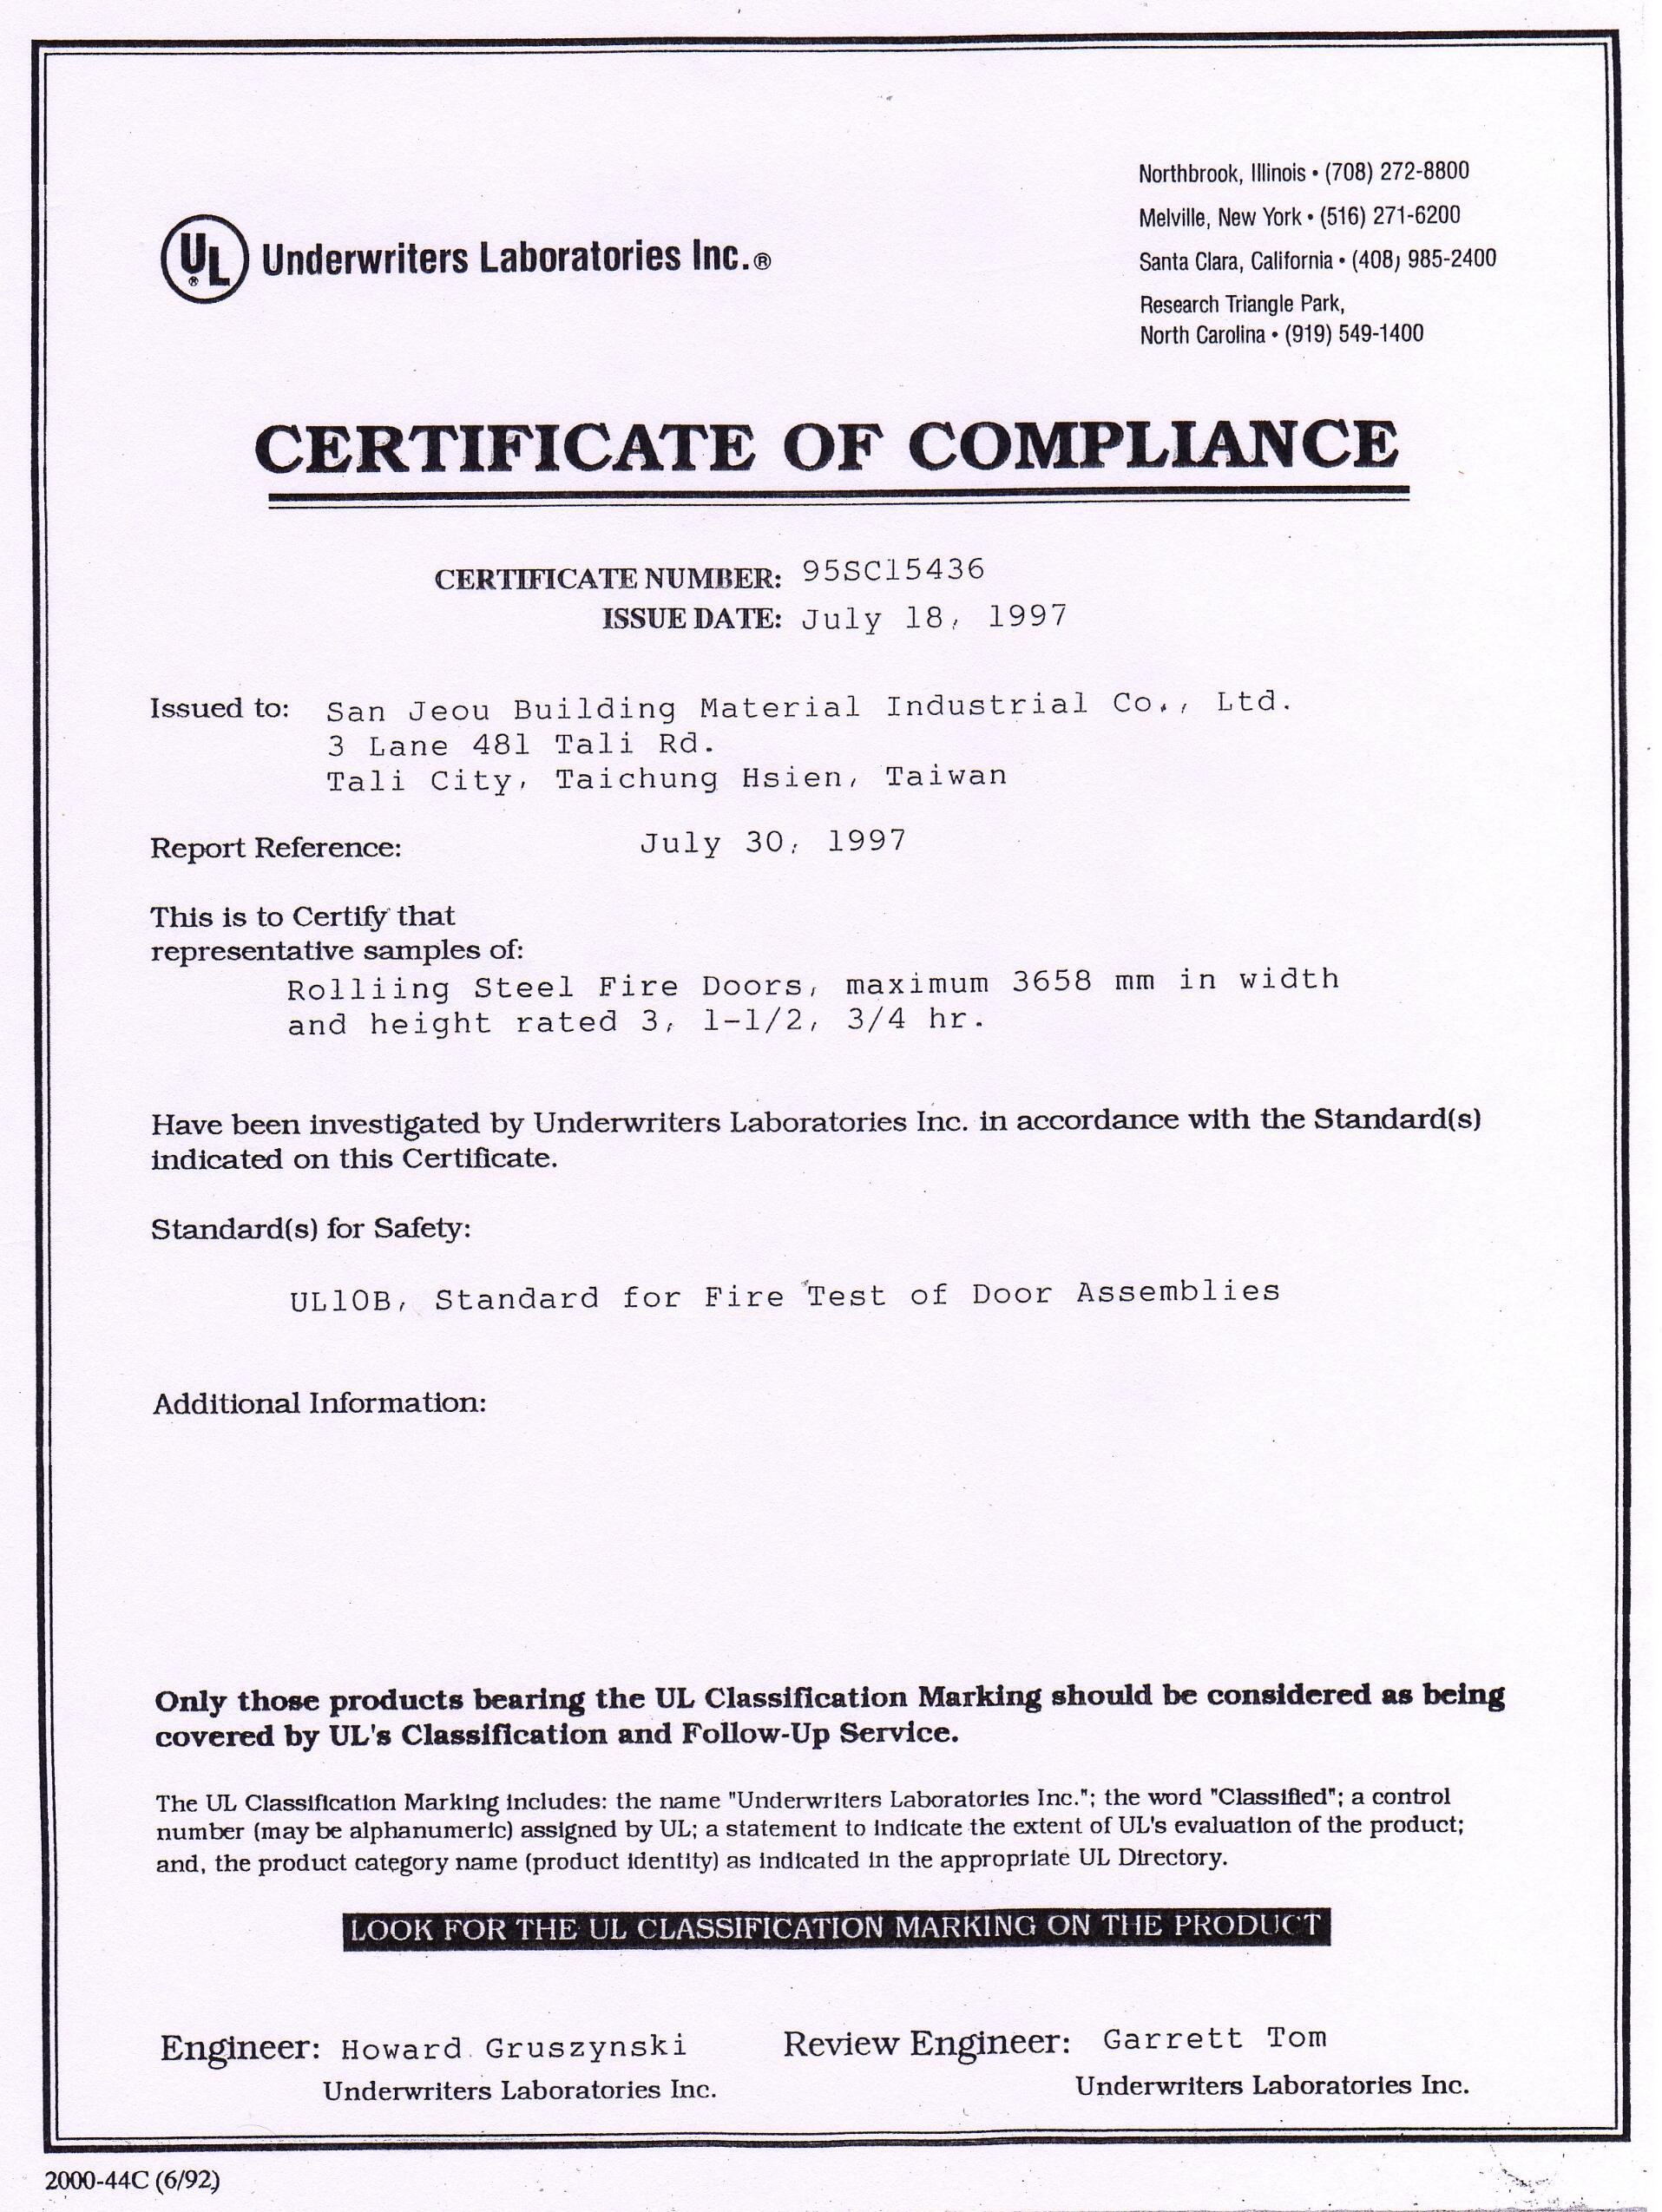 Northbrook, Illinois • (708) 272-8800
Melville, New York • (516) 271-6200
Santa Clara, California • (408) 985-2400
Research Triangle Park,
North Carolina • (919) 549-1400
UL® Underwriters Laboratories Inc.®
CERTIFICATE OF COMPLIANCE
CERTIFICATE NUMBER: 95SC15436
ISSUE DATE: July 18, 1997
Issued to: San Jeou Building Material Industrial Co., Ltd.
3 Lane 481 Tali Rd.
Tali City, Taichung Hsien, Taiwan
Report Reference: July 30, 1997
This is to Certify that
representative samples of:
Rolliing Steel Fire Doors, maximum 3658 mm in width
and height rated 3, 1-1/2, 3/4 hr.
Have been investigated by Underwriters Laboratories Inc. in accordance with the Standard(s)
indicated on this Certificate.
Standard(s) for Safety:
UL10B, Standard for Fire Test of Door Assemblies
Additional Information:
Only those products bearing the UL Classification Marking should be considered as being
covered by UL's Classification and Follow-Up Service.
The UL Classification Marking includes: the name "Underwriters Laboratories Inc."; the word "Classified"; a control
number (may be alphanumeric) assigned by UL; a statement to indicate the extent of UL's evaluation of the product;
and, the product category name (product identity) as indicated in the appropriate UL Directory.
LOOK FOR THE UL CLASSIFICATION MARKING ON THE PRODUCT
Engineer: Howard Gruszynski Review Engineer: Garrett Tom
Underwriters Laboratories Inc. Underwriters Laboratories Inc.
2000-44C (6/92)